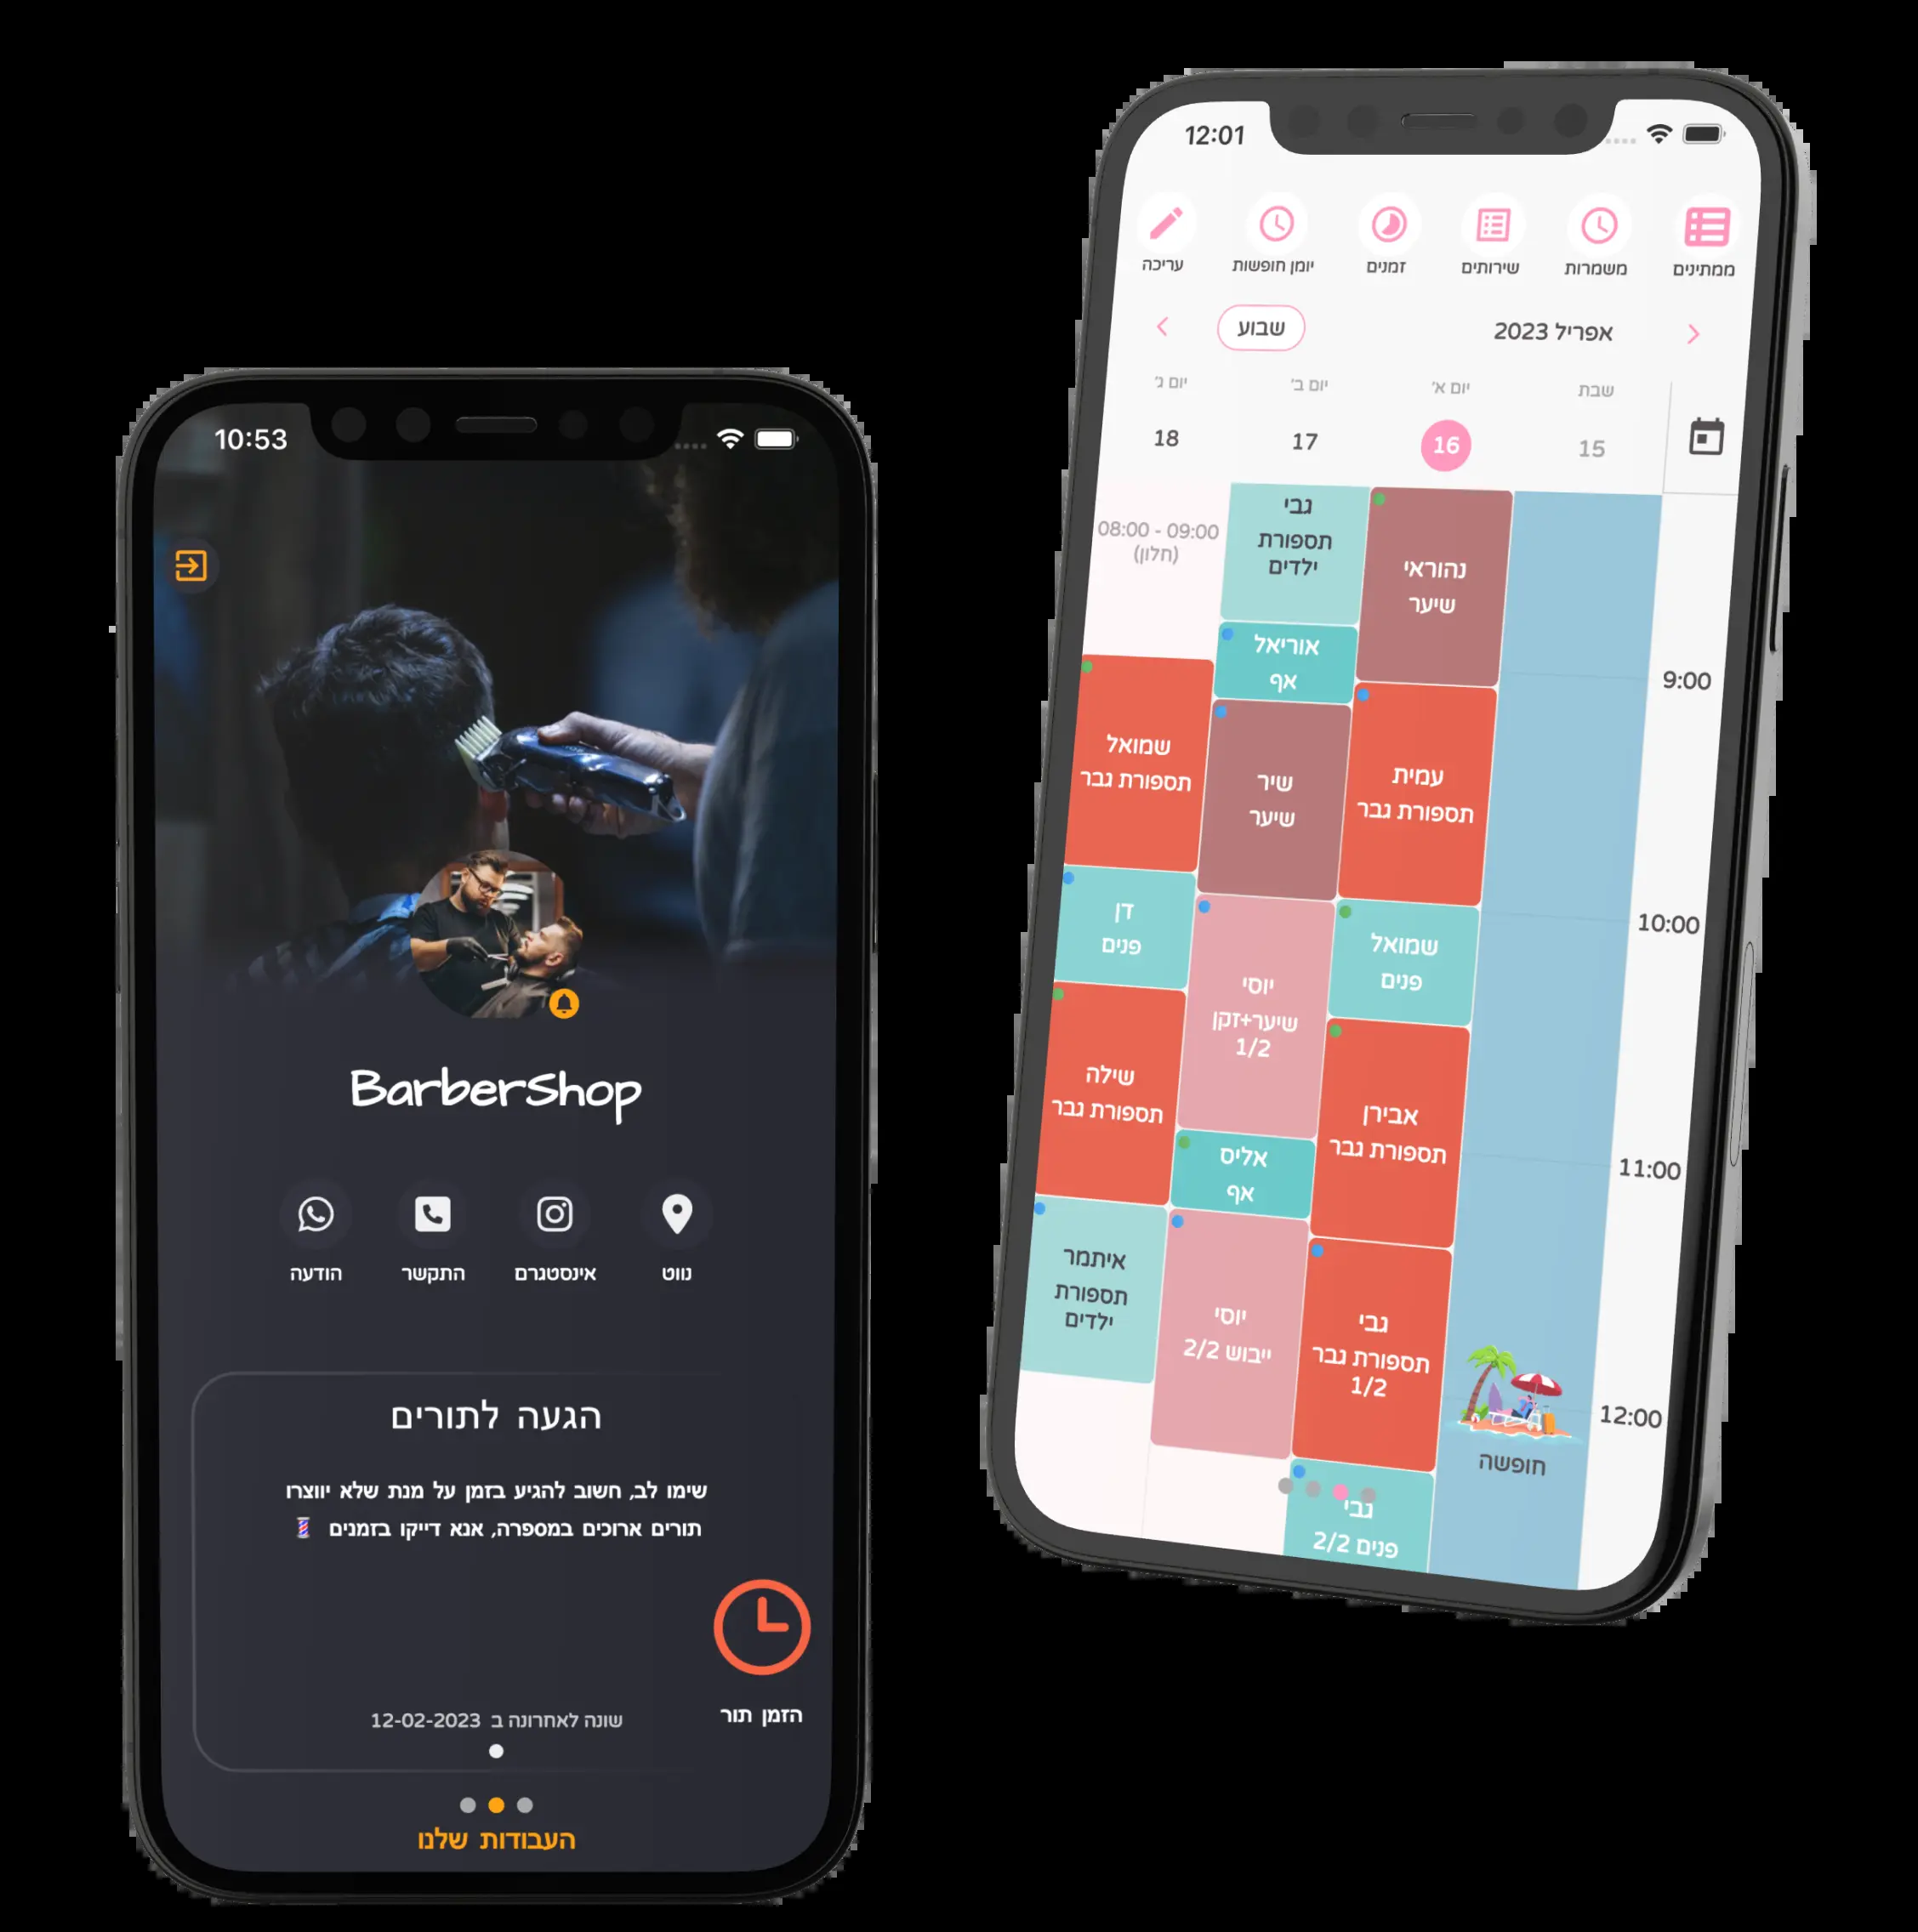 10:53
BarberShop
נווט
אינסטגרם
התקשר
הודעה
הגעה לתורים
שימו לב, חשוב להגיע בזמן על מנת שלא יווצרו
תורים ארוכים במספרה, אנא דייקו בזמנים 💈
הזמן תור
שונה לאחרונה ב 12-02-2023
העבודות שלנו
12:01
ממתינים
משמרות
שירותים
זמנים
יומן חופשות
עריכה
אפריל 2023
שבוע
שבת
יום א'
יום ב'
יום ג'
15
16
17
18
9:00
10:00
11:00
12:00
חופשה
נהוראי
שיער
עמית
תספורת גבר
שמואל
פנים
אבירן
תספורת גבר
גבי
תספורת גבר
1/2
גבי
פנים 2/2
גבי
תספורת
ילדים
אוריאל
אף
שיר
שיער
יוסי
שיער+זקן
1/2
אליס
אף
יוסי
ייבוש 2/2
08:00 - 09:00
(חלון)
שמואל
תספורת גבר
דן
פנים
שילה
תספורת גבר
איתמר
תספורת
ילדים